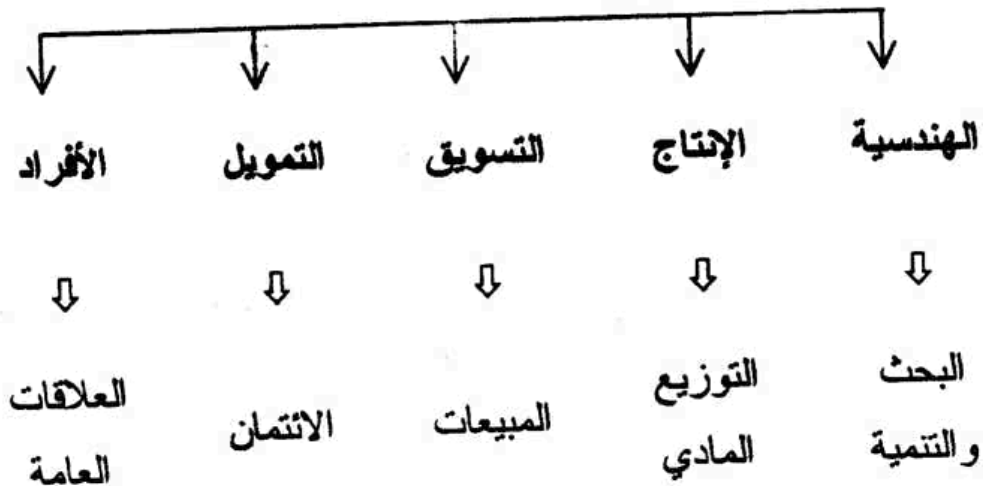 الهندسية الإنتاج التسويق التمويل الأفراد
البحث والتنمية
التوزيع المادي
المبيعات
الائتمان
العلاقات العامة